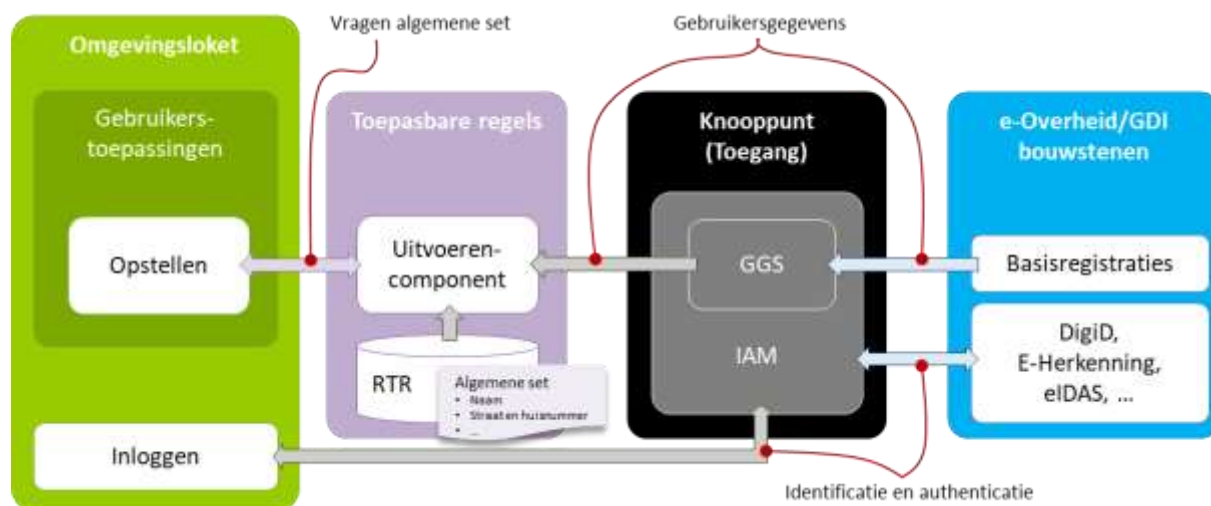 Vragen algemene set
Gebruikersgegevens
Omgevingsloket
Gebruikers-
toepassingen
Opstellen
Inloggen
Toepasbare regels
Uitvoeren-
component
RTR
Algemene set
• Naam
• Straat en huisnummer
• ...
Knooppunt
(Toegang)
GGS
IAM
e-Overheid/GDI
bouwstenen
Basisregistraties
DigiD,
E-Herkenning,
eIDAS, ...
Identificatie en authenticatie